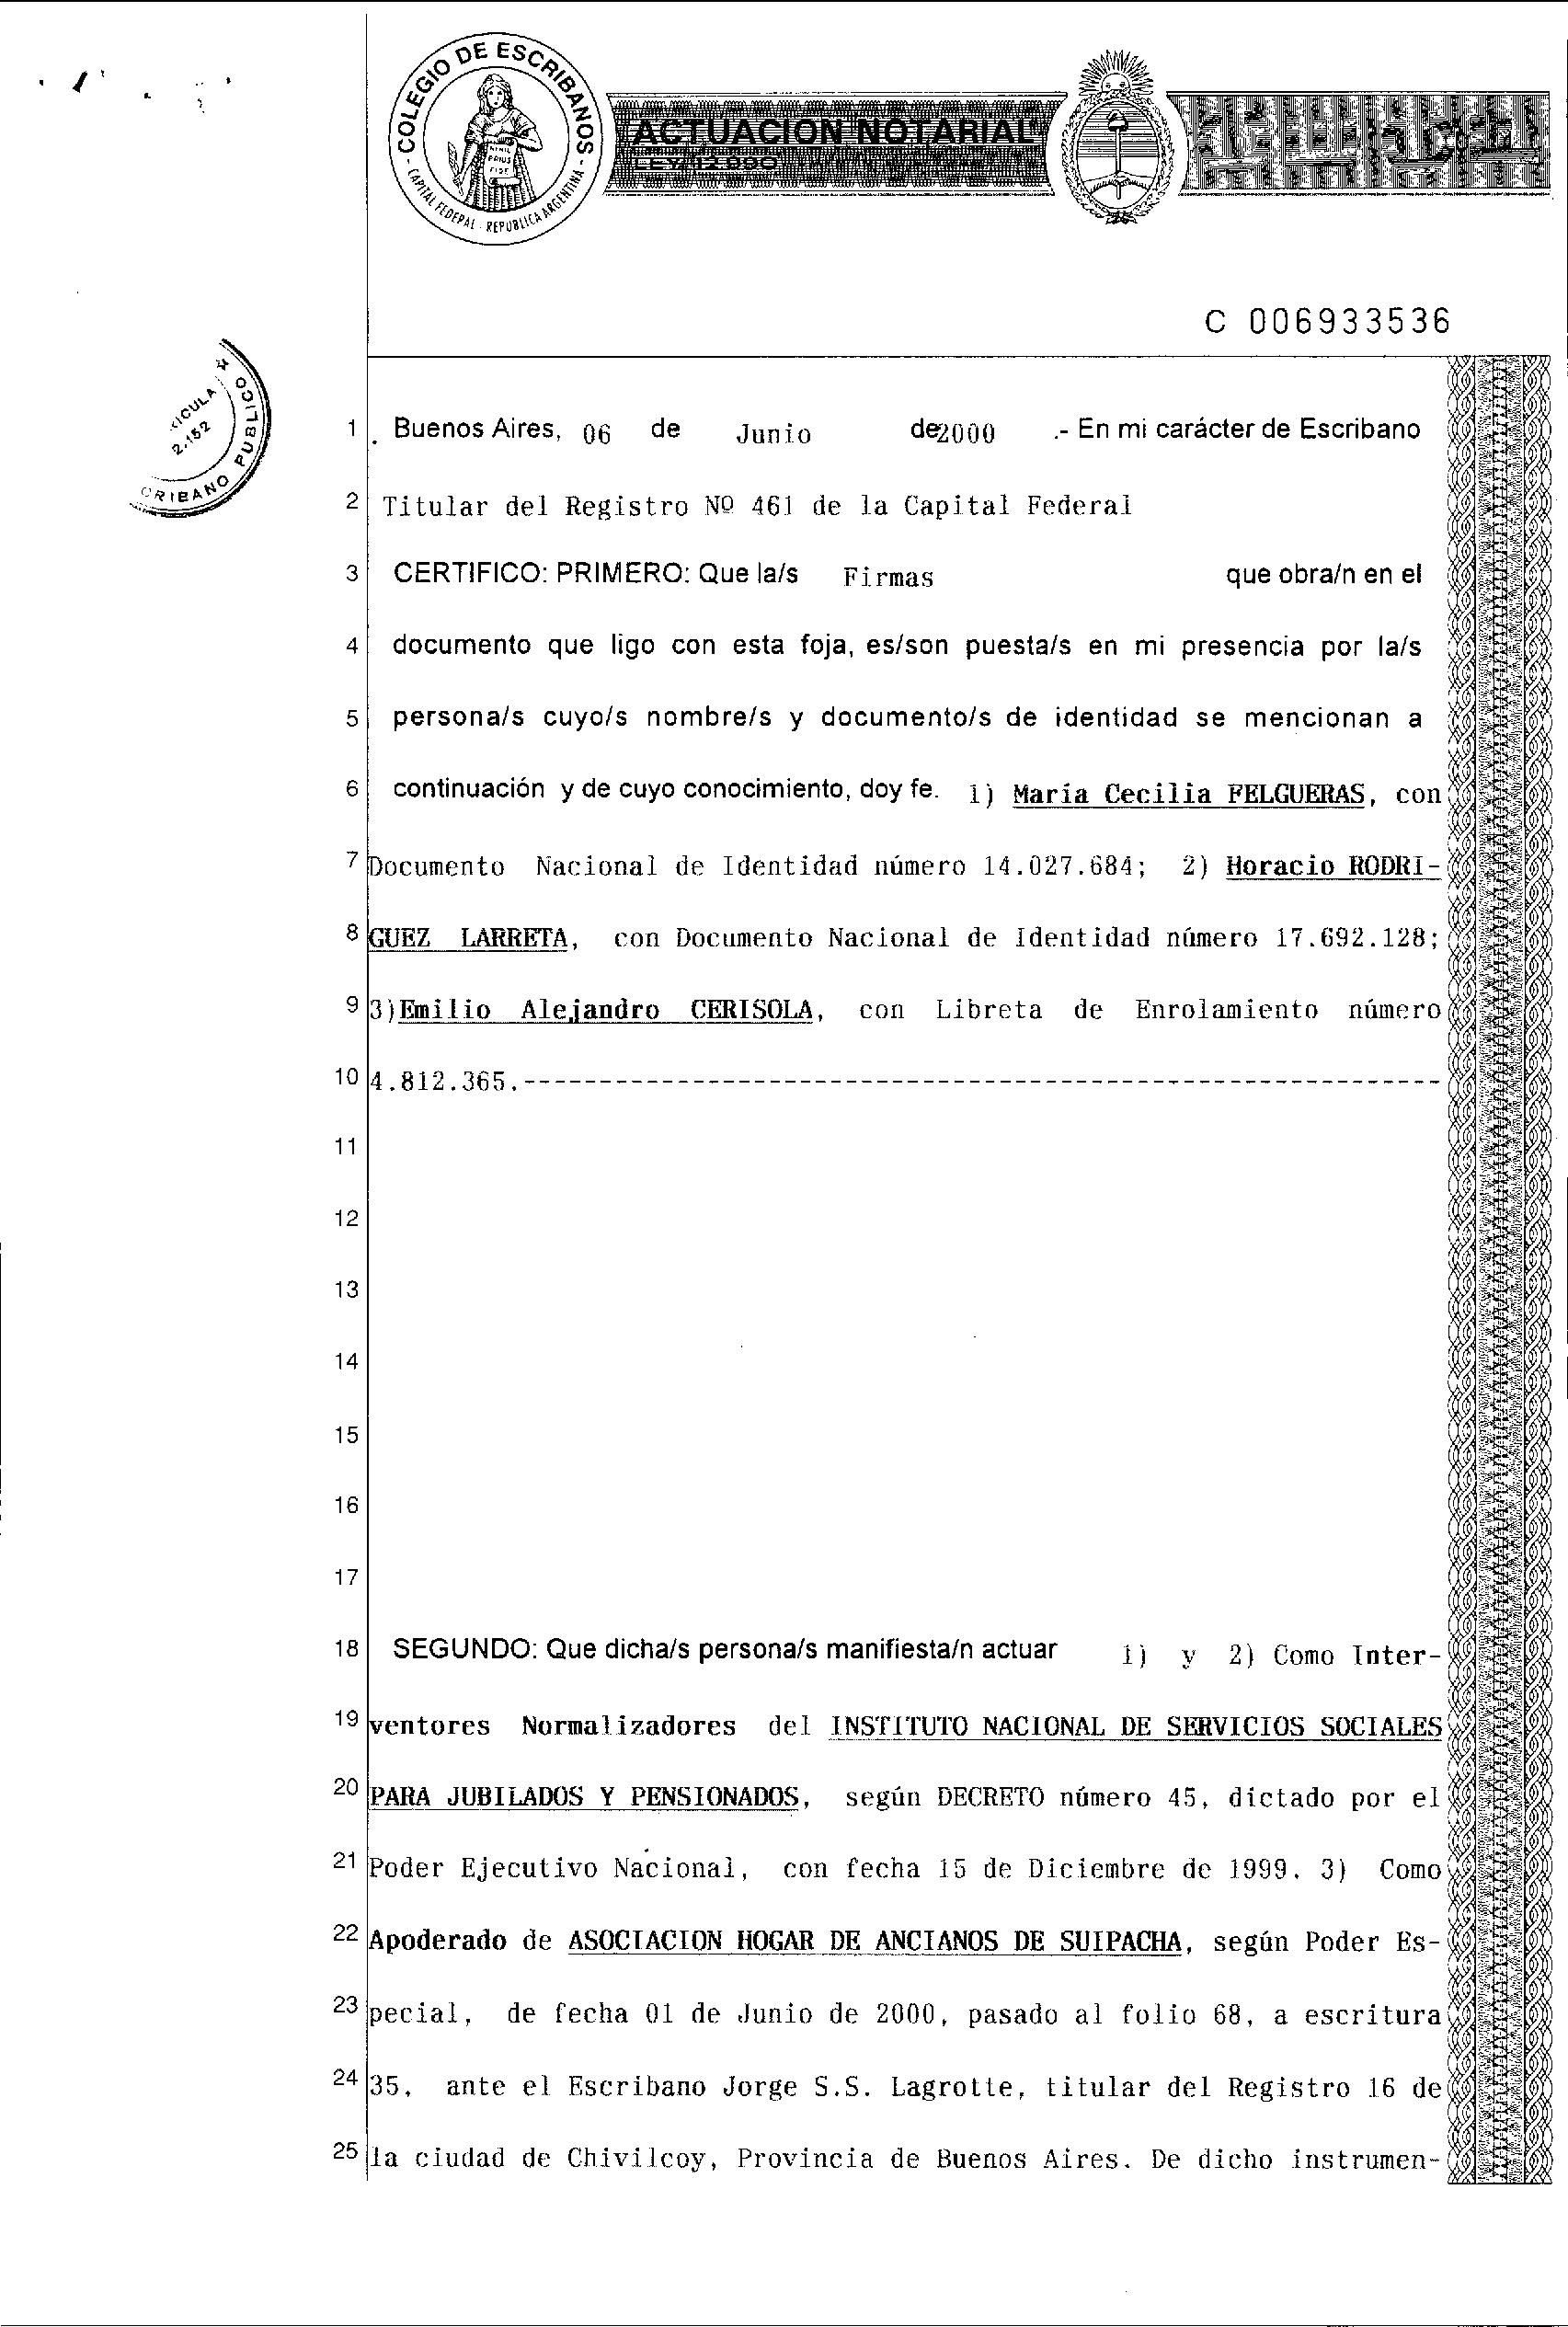 COLEGIO DE ESCRIBANOS
- CAPITAL FEDERAL - REPUBLICA ARGENTINA -
PRIUS
FIDE
ACTUACION NOTARIAL
LEY 12.990
C 006933536
2.152
PUBLICO
1 Buenos Aires, 06 de Junio de 2000 .- En mi carácter de Escribano
2 Titular del Registro Nº 461 de la Capital Federal
3 CERTIFICO: PRIMERO: Que la/s Firmas que obra/n en el
4 documento que ligo con esta foja, es/son puesta/s en mi presencia por la/s
5 persona/s cuyo/s nombre/s y documento/s de identidad se mencionan a
6 continuación y de cuyo conocimiento, doy fe. 1) María Cecilia FELGUERAS, con
7 Documento Nacional de Identidad número 14.027.684; 2) Horacio RODRI-
8 GUEZ LARRETA, con Documento Nacional de Identidad número 17.692.128;
9 3)Emilio Alejandro CERISOLA, con Libreta de Enrolamiento número
10 4.812.365.------------------------------------------------------------
11
12
13
14
15
16
17
18 SEGUNDO: Que dicha/s persona/s manifiesta/n actuar 1) y 2) Como Inter-
19 ventores Normalizadores del INSTITUTO NACIONAL DE SERVICIOS SOCIALES
20 PARA JUBILADOS Y PENSIONADOS, según DECRETO número 45, dictado por el
21 Poder Ejecutivo Nacional, con fecha 15 de Diciembre de 1999. 3) Como
22 Apoderado de ASOCIACION HOGAR DE ANCIANOS DE SUIPACHA, según Poder Es-
23 pecial, de fecha 01 de Junio de 2000, pasado al folio 68, a escritura
24 35, ante el Escribano Jorge S.S. Lagrotte, titular del Registro 16 de
25 la ciudad de Chivilcoy, Provincia de Buenos Aires. De dicho instrumen-